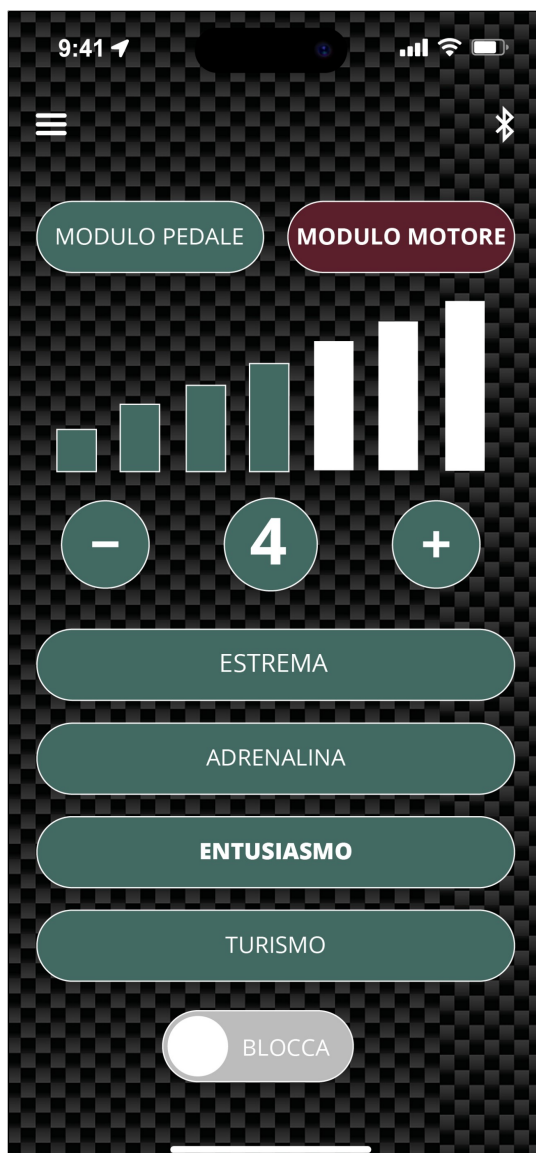 9:41
MODULO PEDALE
MODULO MOTORE
− 4 +
ESTREMA
ADRENALINA
ENTUSIASMO
TURISMO
BLOCCA